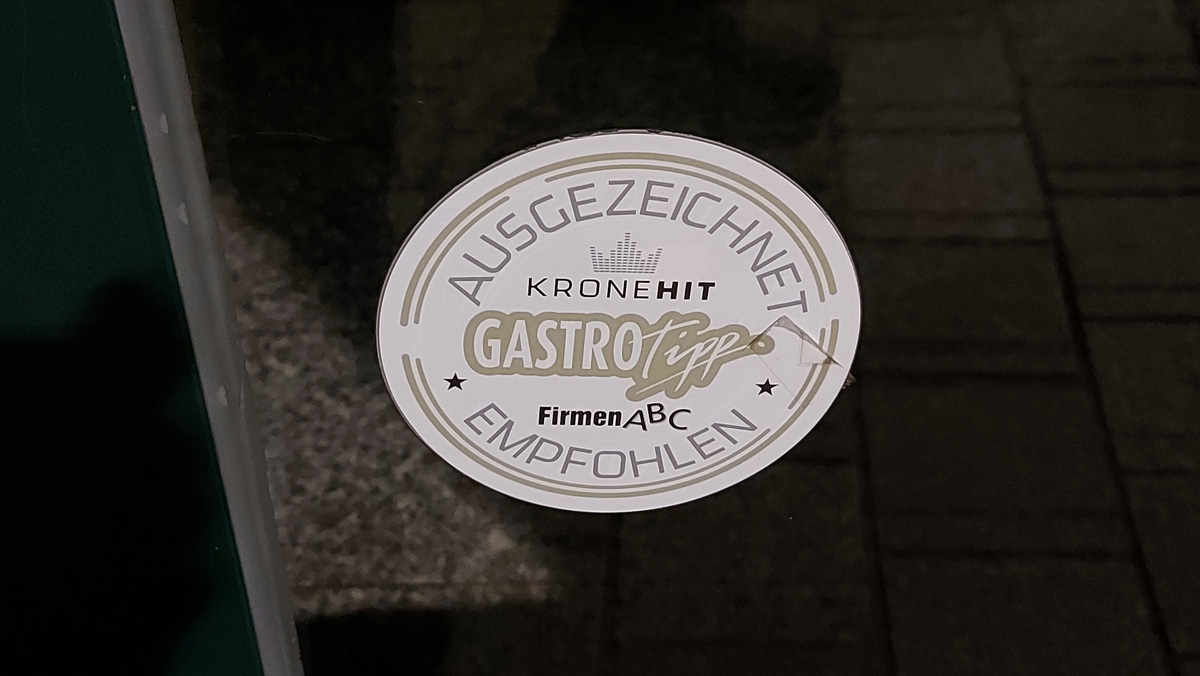 AUSGEZEICHNET
KRONEHIT
GASTROTipp
FirmenABC
EMPFOHLEN